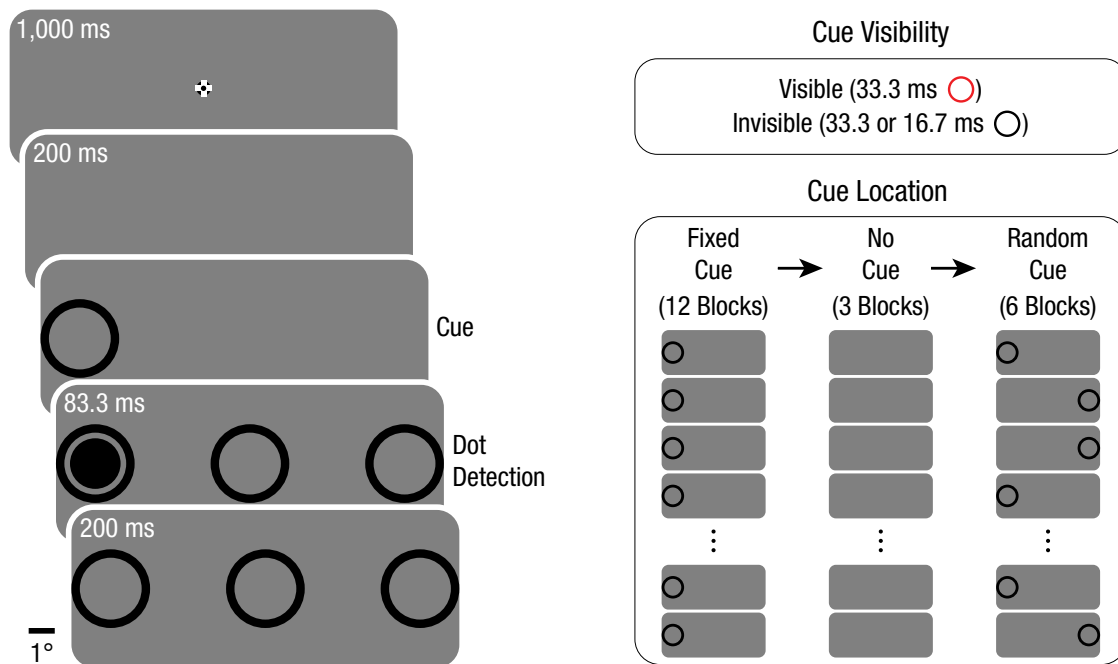 1,000 ms
200 ms
Cue
83.3 ms
Dot
Detection
200 ms
1°
Cue Visibility
Visible (33.3 ms )
Invisible (33.3 or 16.7 ms )
Cue Location
Fixed No Random
Cue Cue Cue
(12 Blocks) (3 Blocks) (6 Blocks)